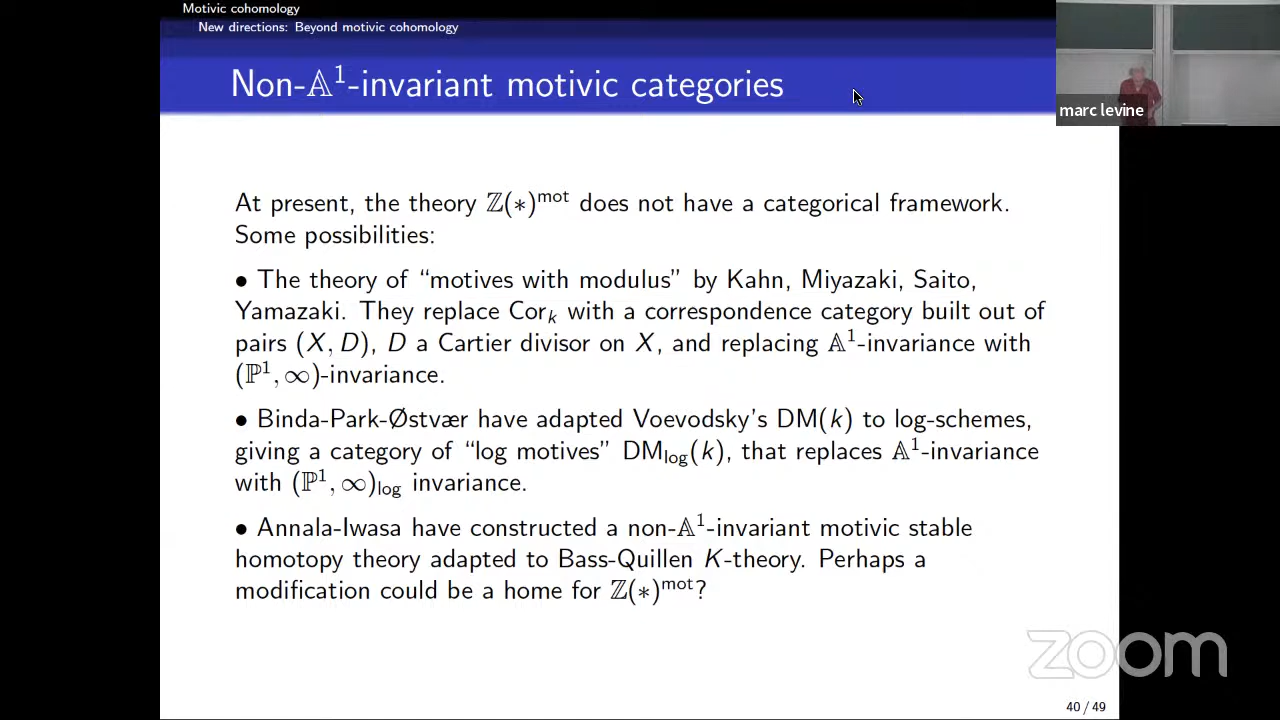 Motivic cohomology
New directions: Beyond motivic cohomology
Non-𝔸¹-invariant motivic categories
marc levine
At present, the theory ℤ(∗)ᵐᵒᵗ does not have a categorical framework.
Some possibilities:
• The theory of “motives with modulus” by Kahn, Miyazaki, Saito,
Yamazaki. They replace Corₖ with a correspondence category built out of
pairs (X, D), D a Cartier divisor on X, and replacing 𝔸¹-invariance with
(ℙ¹, ∞)-invariance.
• Binda-Park-Østvær have adapted Voevodsky's DM(k) to log-schemes,
giving a category of “log motives” DM_log(k), that replaces 𝔸¹-invariance
with (ℙ¹, ∞)_log invariance.
• Annala-Iwasa have constructed a non-𝔸¹-invariant motivic stable
homotopy theory adapted to Bass-Quillen K-theory. Perhaps a
modification could be a home for ℤ(∗)ᵐᵒᵗ?
zoom
40 / 49